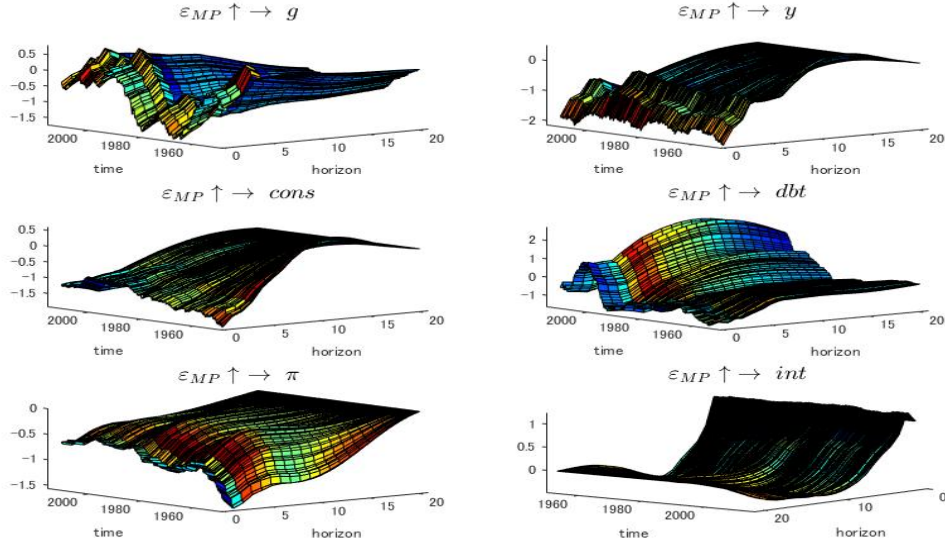 ε_MP ↑ → g
0.5
0
−0.5
−1
−1.5
2000 1980 1960
0 5 10 15 20
time horizon
ε_MP ↑ → y
0
−1
−2
2000 1980 1960
0 5 10 15 20
time horizon
ε_MP ↑ → cons
0.5
0
−0.5
−1
−1.5
2000 1980 1960
0 5 10 15 20
time horizon
ε_MP ↑ → dbt
2
1
0
−1
2000 1980 1960
0 5 10 15 20
time horizon
ε_MP ↑ → π
0
−0.5
−1
−1.5
2000 1980 1960
0 5 10 15 20
time horizon
ε_MP ↑ → int
1
0
1960 1980 2000
20 10 0
time horizon